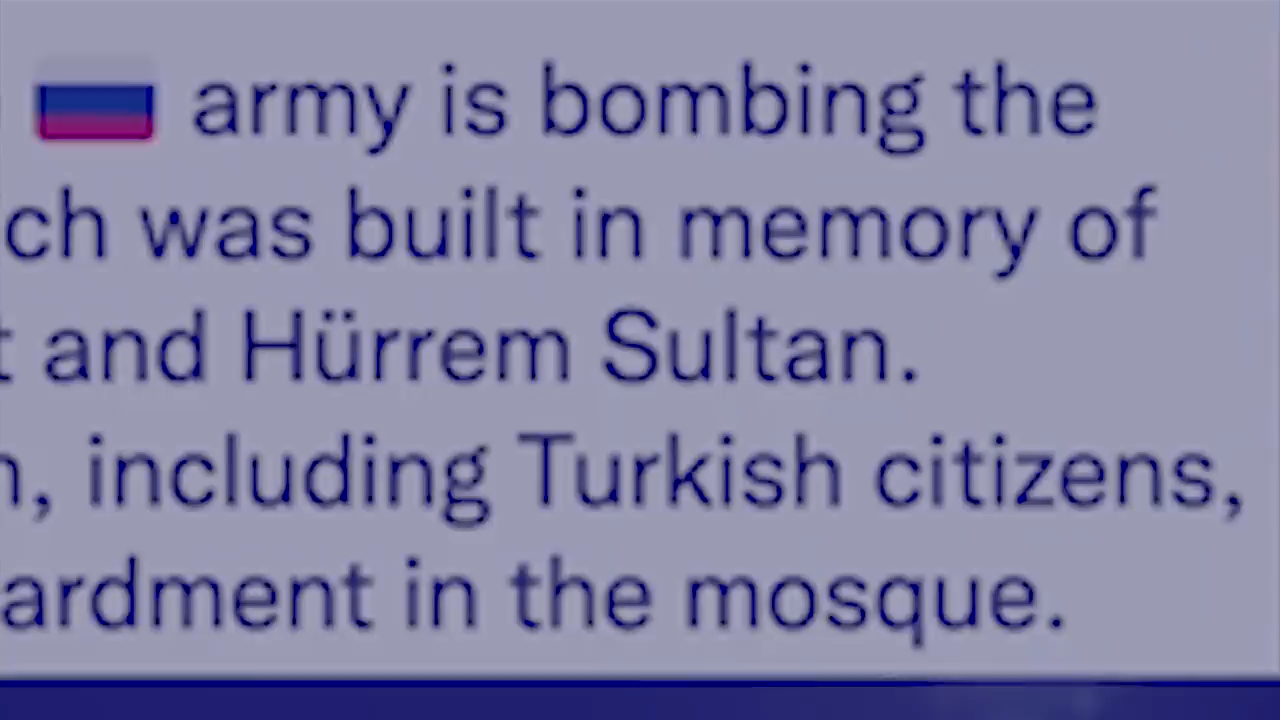 🇷🇺 army is bombing the
ch was built in memory of
t and Hürrem Sultan.
n, including Turkish citizens,
ardment in the mosque.